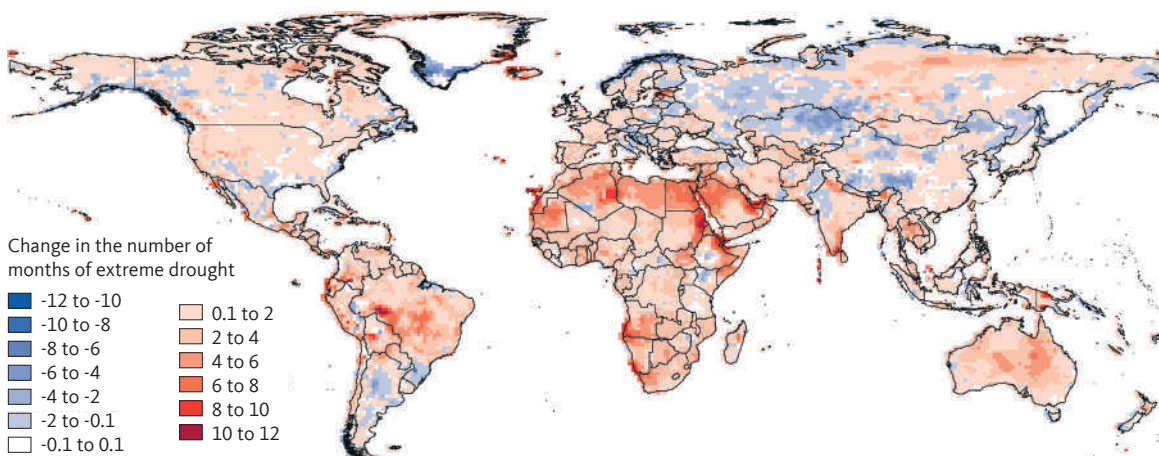 Change in the number of
months of extreme drought
-12 to -10
-10 to -8
-8 to -6
-6 to -4
-4 to -2
-2 to -0.1
-0.1 to 0.1
0.1 to 2
2 to 4
4 to 6
6 to 8
8 to 10
10 to 12